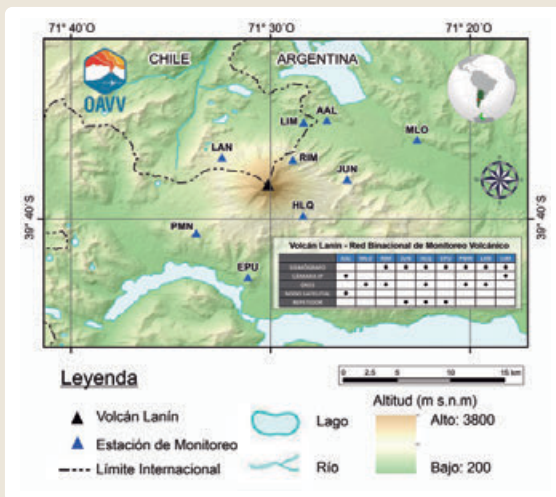 71° 40'O 71° 30'O 71° 20'O
CHILE ARGENTINA
OAVV
AAL
LIM
MLO
LAN
RIM
JUN
39° 40'S 39° 40'S
HLQ
PMN
EPU
Volcán Lanín - Red Binacional de Monitoreo Volcánico
0 2.5 5 10 15 km
Leyenda
Volcán Lanín
Estación de Monitoreo
Límite Internacional
Lago
Río
Altitud (m s.n.m)
Alto: 3800
Bajo: 200